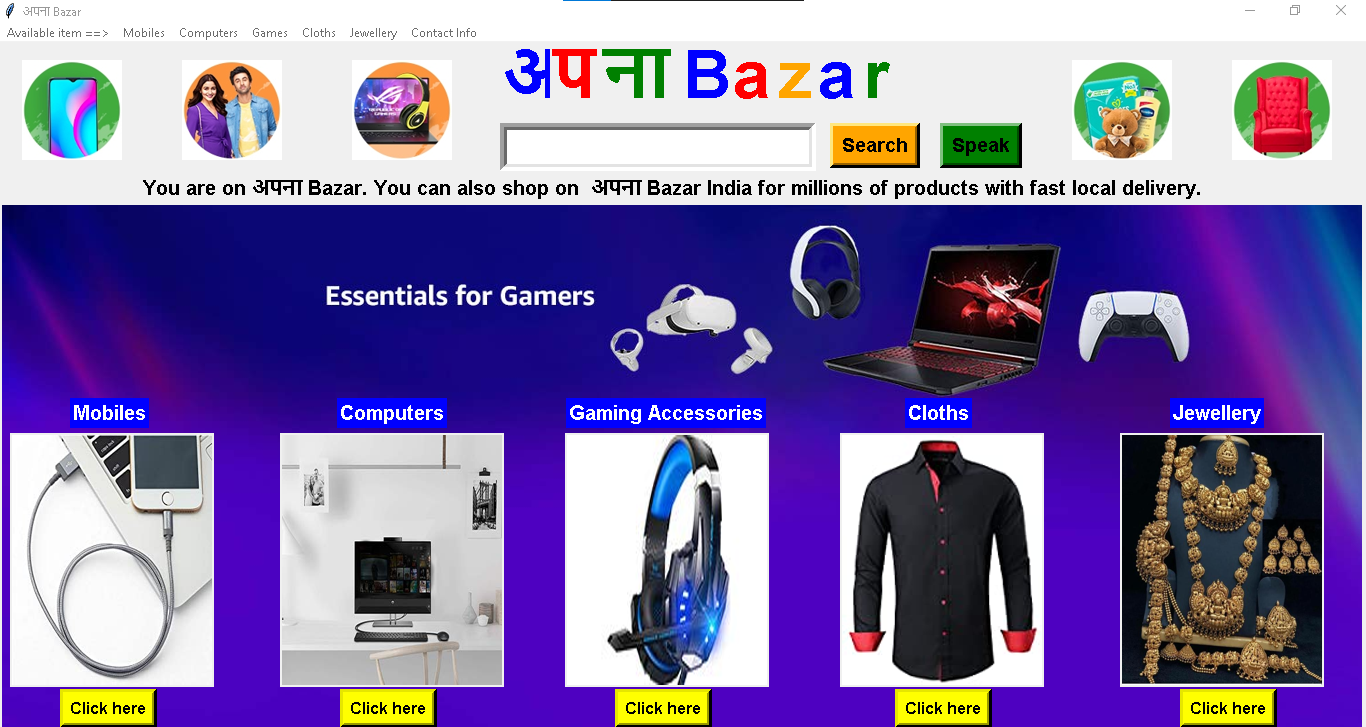 अपना Bazar
Available item ==> Mobiles Computers Games Cloths Jewellery Contact Info
अपना Bazar
Search Speak
You are on अपना Bazar. You can also shop on अपना Bazar India for millions of products with fast local delivery.
Essentials for Gamers
Mobiles Computers Gaming Accessories Cloths Jewellery
Click here Click here Click here Click here Click here